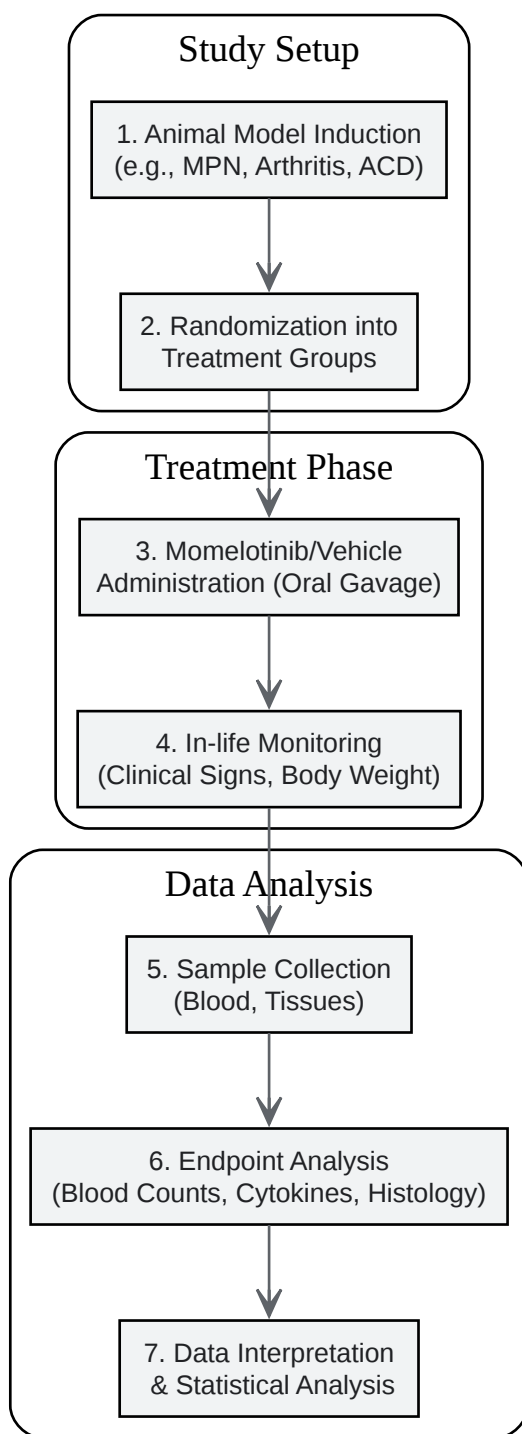 Study Setup
1. Animal Model Induction
(e.g., MPN, Arthritis, ACD)
2. Randomization into
Treatment Groups
Treatment Phase
3. Momelotinib/Vehicle
Administration (Oral Gavage)
4. In-life Monitoring
(Clinical Signs, Body Weight)
Data Analysis
5. Sample Collection
(Blood, Tissues)
6. Endpoint Analysis
(Blood Counts, Cytokines, Histology)
7. Data Interpretation
& Statistical Analysis